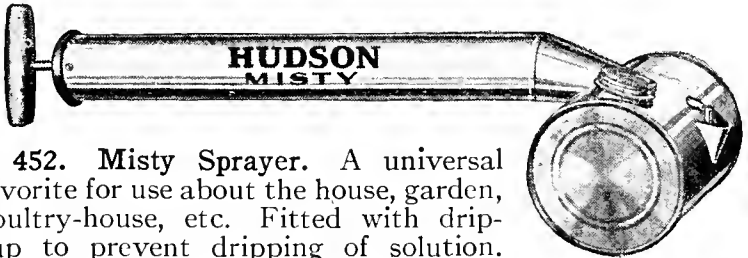 HUDSON
MISTY
452. Misty Sprayer. A universal
vorite for use about the house, garden,
oultry-house, etc. Fitted with drip-
up to prevent dripping of solution.